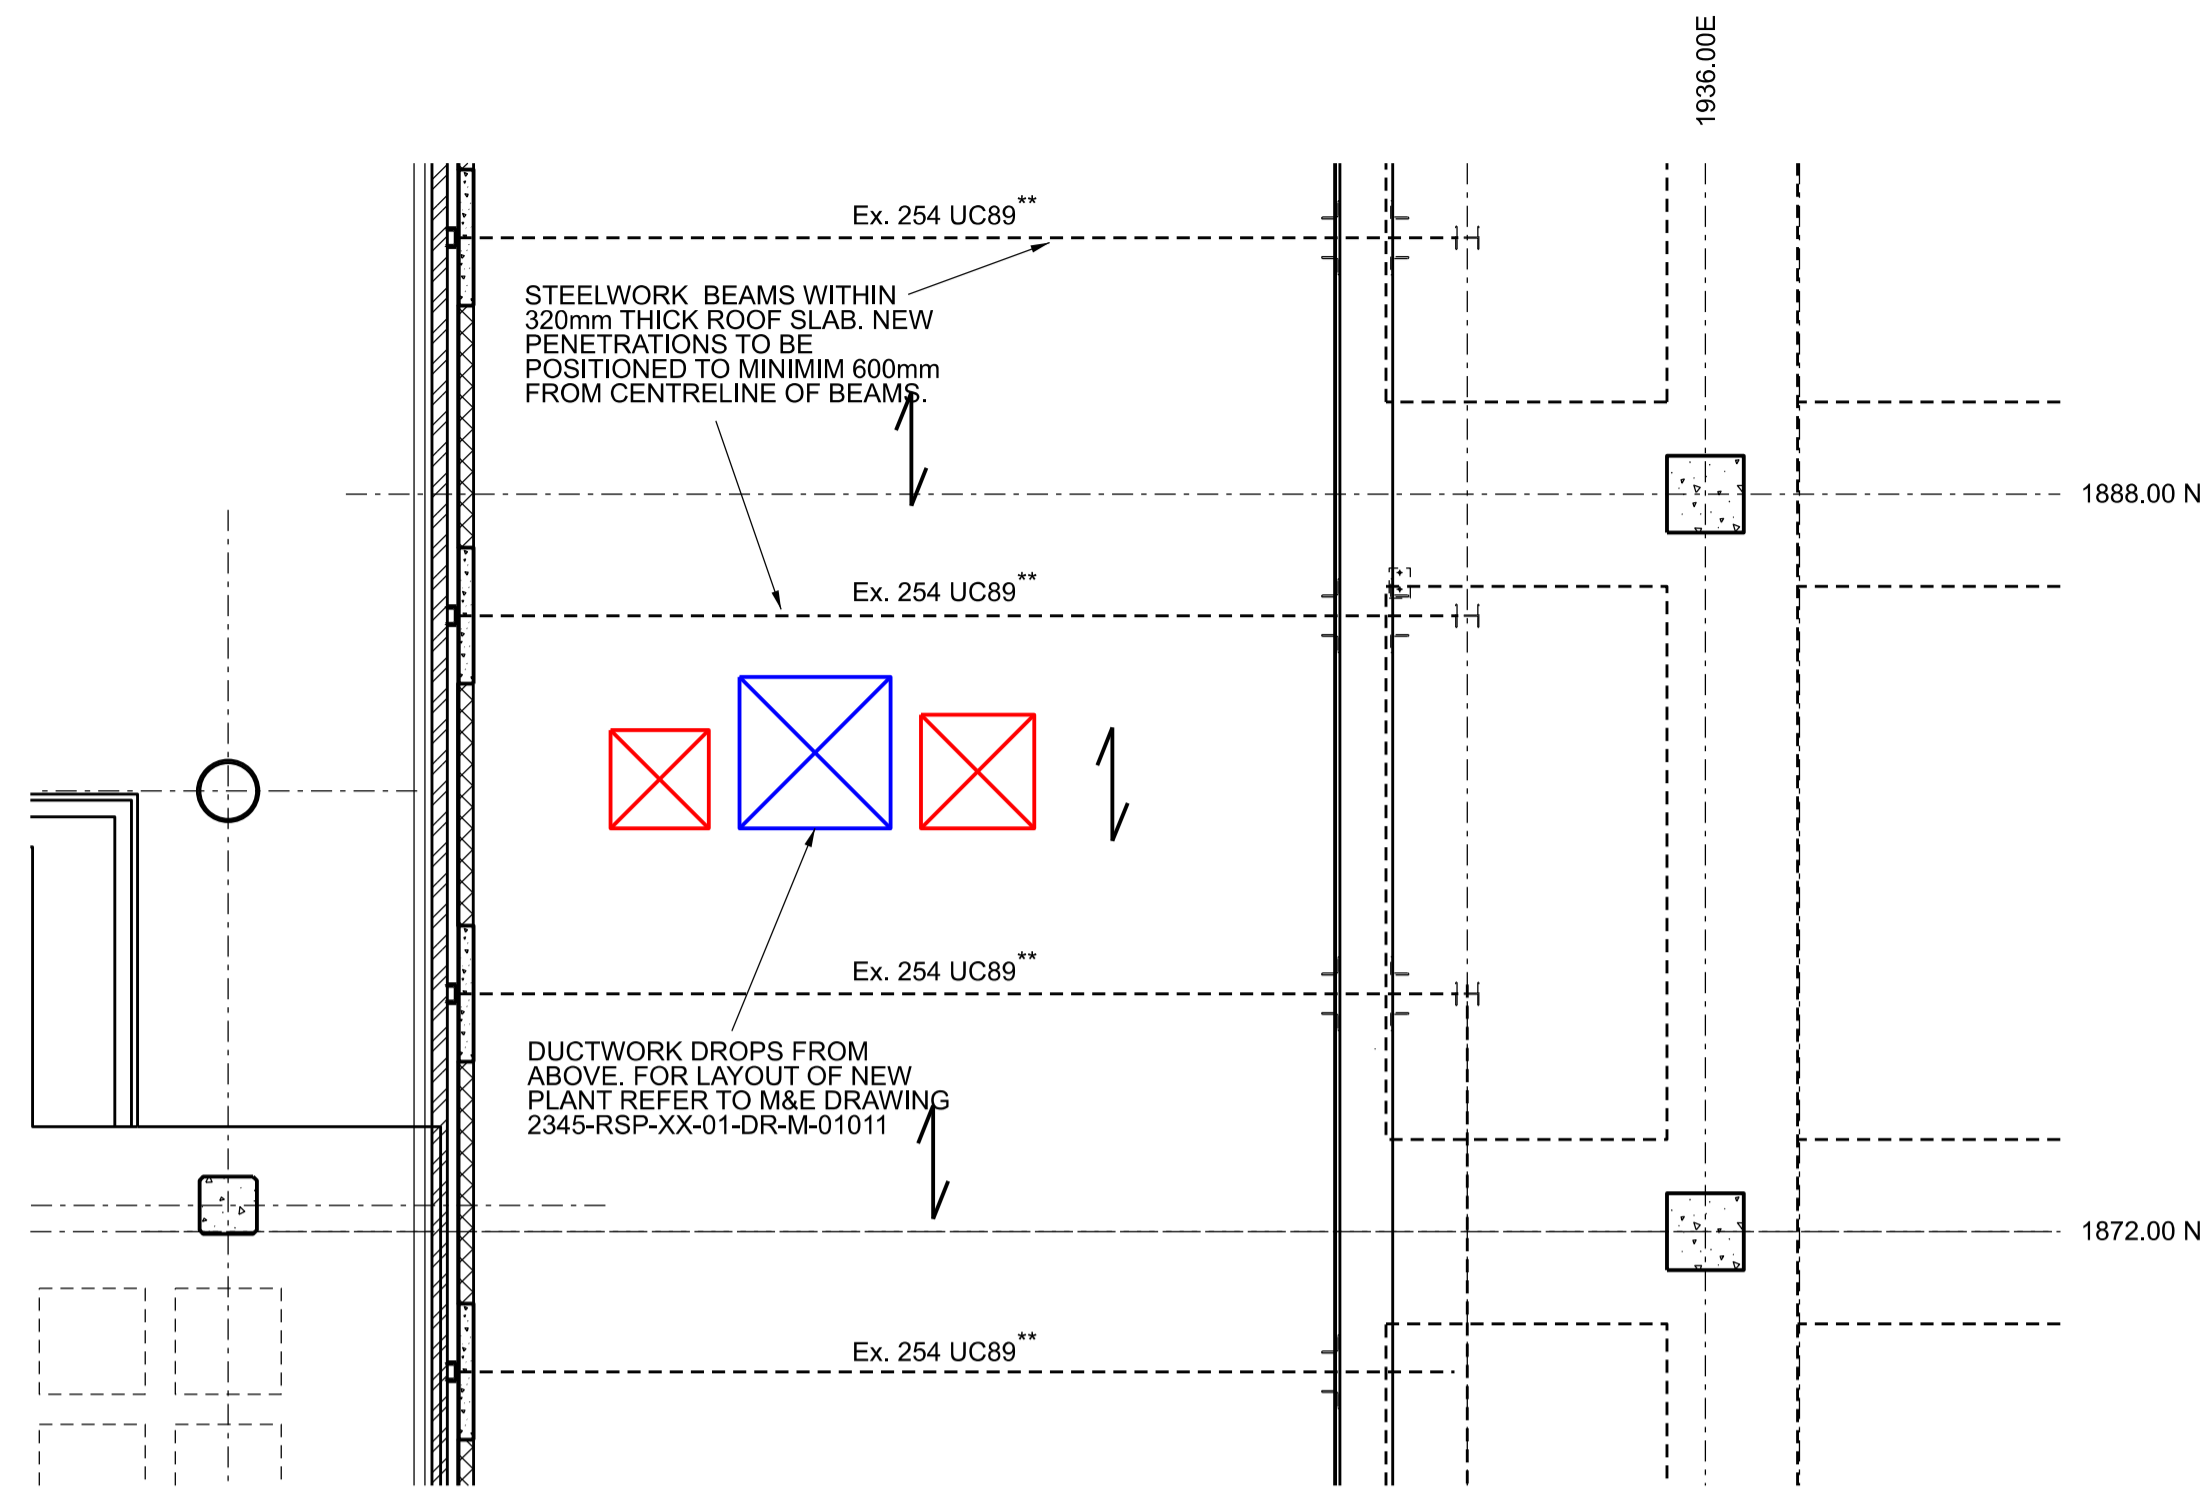 1936.00E
Ex. 254 UC89**
STEELWORK BEAMS WITHIN
320mm THICK ROOF SLAB. NEW
PENETRATIONS TO BE
POSITIONED TO MINIMIM 600mm
FROM CENTRELINE OF BEAMS.
1888.00 N
Ex. 254 UC89**
Ex. 254 UC89**
DUCTWORK DROPS FROM
ABOVE. FOR LAYOUT OF NEW
PLANT REFER TO M&E DRAWING
2345-RSP-XX-01-DR-M-01011
1872.00 N
Ex. 254 UC89**